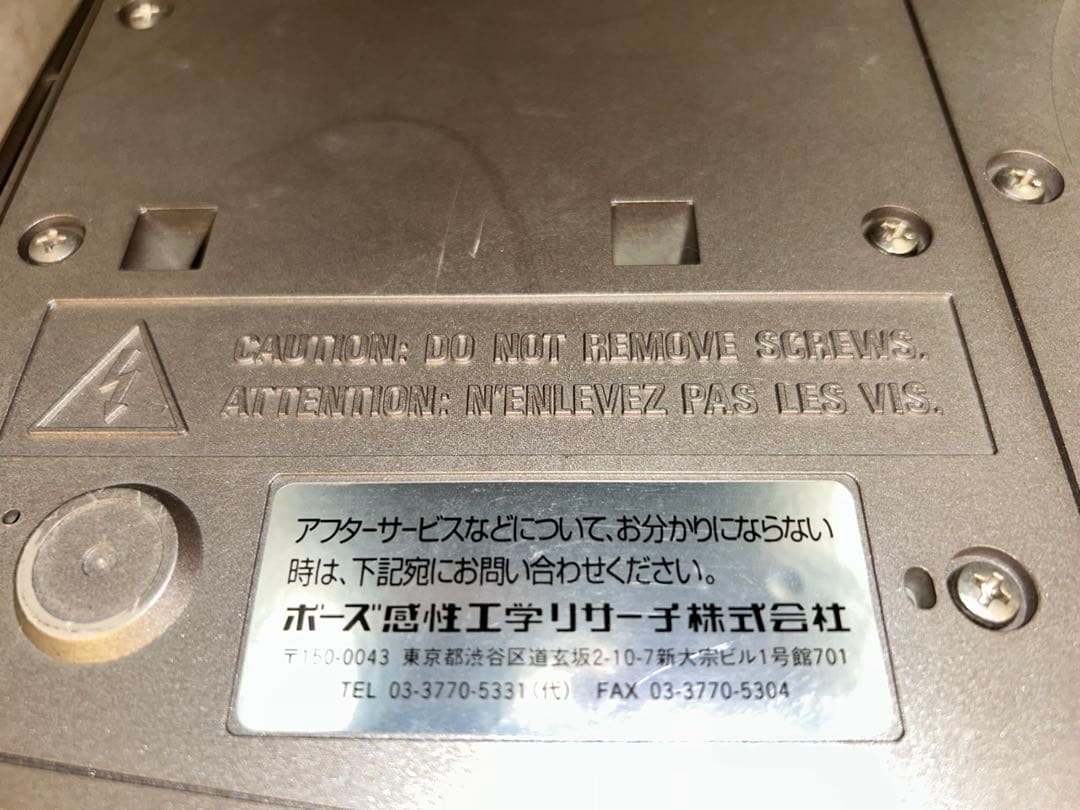 CAUTION: DO NOT REMOVE SCREWS.
ATTENTION: N'ENLEVEZ PAS LES VIS.
アフターサービスなどについて、お分かりにならない
時は、下記宛にお問い合わせください。
ボーズ感性工学リサーチ株式会社
〒150-0043 東京都渋谷区道玄坂2-10-7新大宗ビル1号館701
TEL 03-3770-5331(代) FAX 03-3770-5304